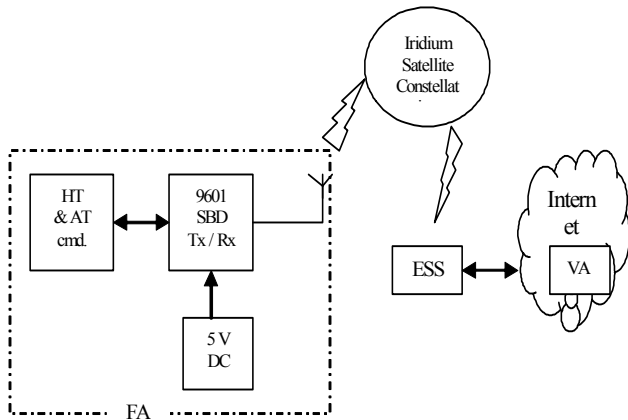 Iridium
Satellite
Constellat
HT
& AT
cmd.
9601
SBD
Tx / Rx
Intern
et
ESS
VA
5 V
DC
FA